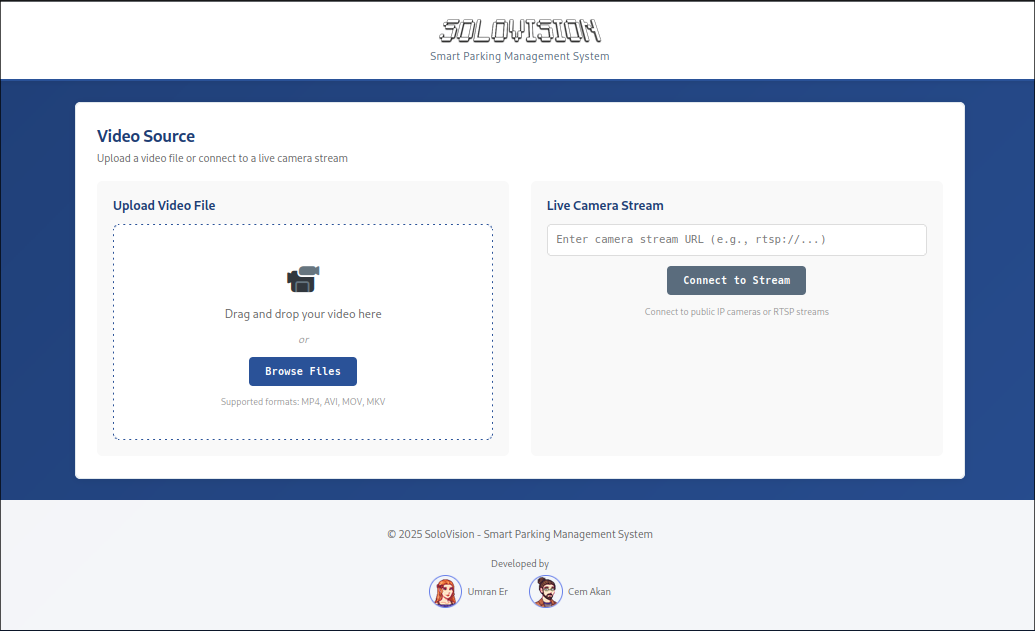 SOLOVISION
Smart Parking Management System
Video Source
Upload a video file or connect to a live camera stream
Upload Video File
Drag and drop your video here
or
Browse Files
Supported formats: MP4, AVI, MOV, MKV
Live Camera Stream
Enter camera stream URL (e.g., rtsp://...)
Connect to Stream
Connect to public IP cameras or RTSP streams
© 2025 SoloVision - Smart Parking Management System
Developed by
Umran Er
Cem Akan